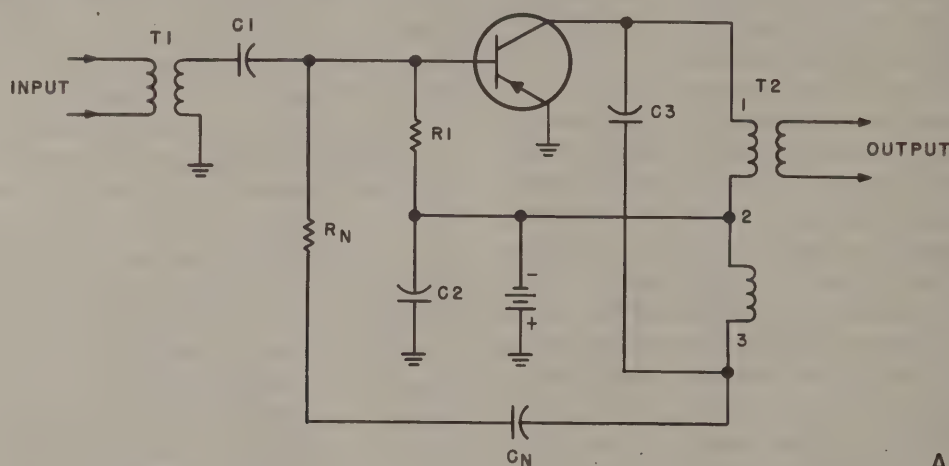 T1
C1
INPUT
R1
C3
T2
1
OUTPUT
2
RN
C2
-
+
3
CN
A